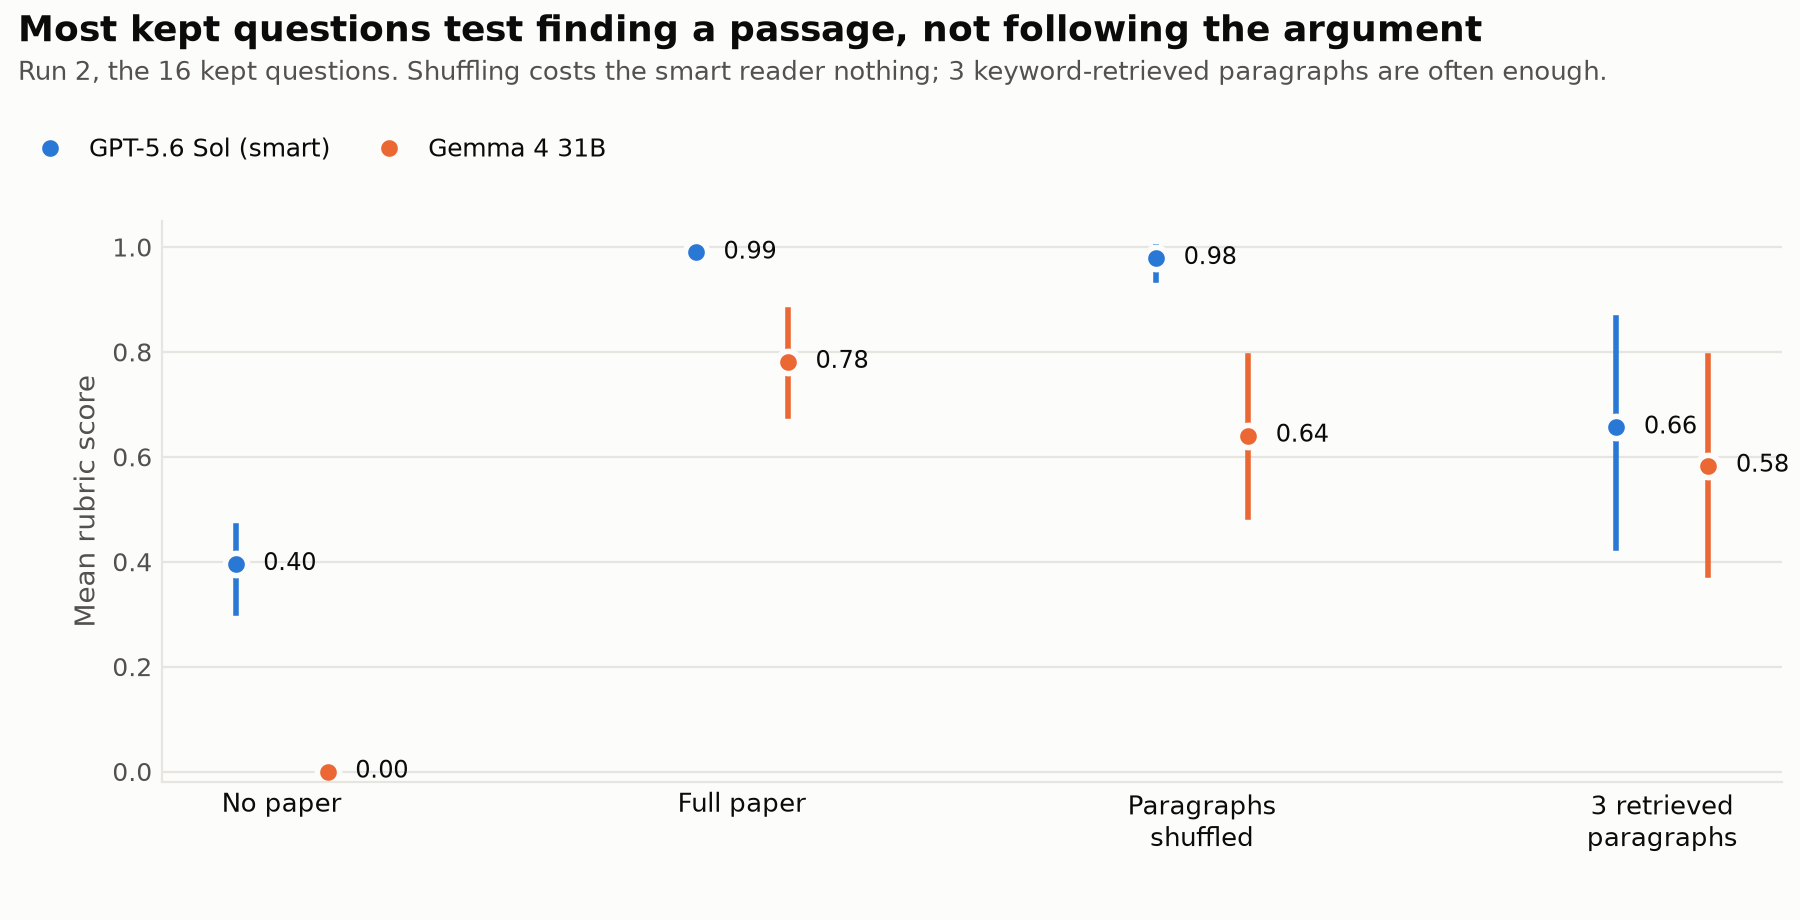 Most kept questions test finding a passage, not following the argument
Run 2, the 16 kept questions. Shuffling costs the smart reader nothing; 3 keyword-retrieved paragraphs are often enough.
GPT-5.6 Sol (smart)
Gemma 4 31B
Mean rubric score
1.0
0.8
0.6
0.4
0.2
0.0
0.40
0.00
0.99
0.78
0.98
0.64
0.66
0.58
No paper
Full paper
Paragraphs
shuffled
3 retrieved
paragraphs